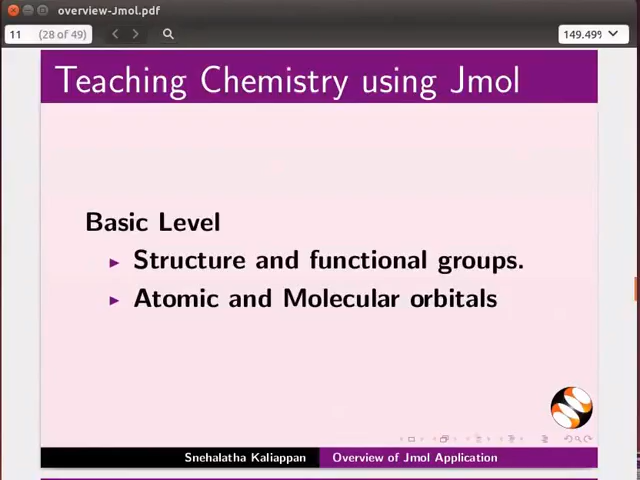 overview-Jmol.pdf
11 (28 of 49) 149.49%
Teaching Chemistry using Jmol
Basic Level
Structure and functional groups.
Atomic and Molecular orbitals
Snehalatha Kaliappan Overview of Jmol Application